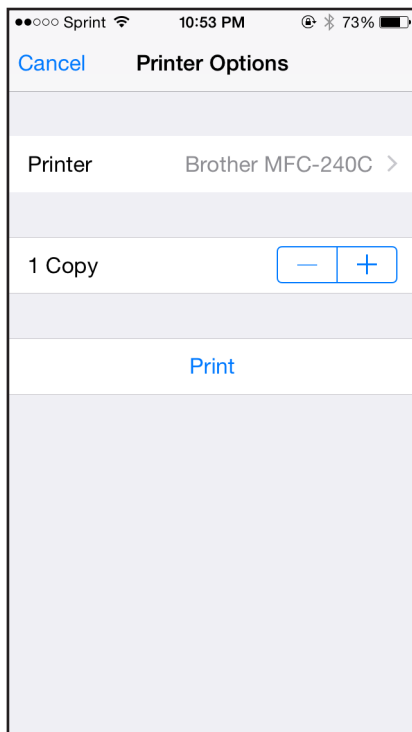 Sprint 10:53 PM 73%
Cancel Printer Options
Printer Brother MFC-240C
1 Copy
Print